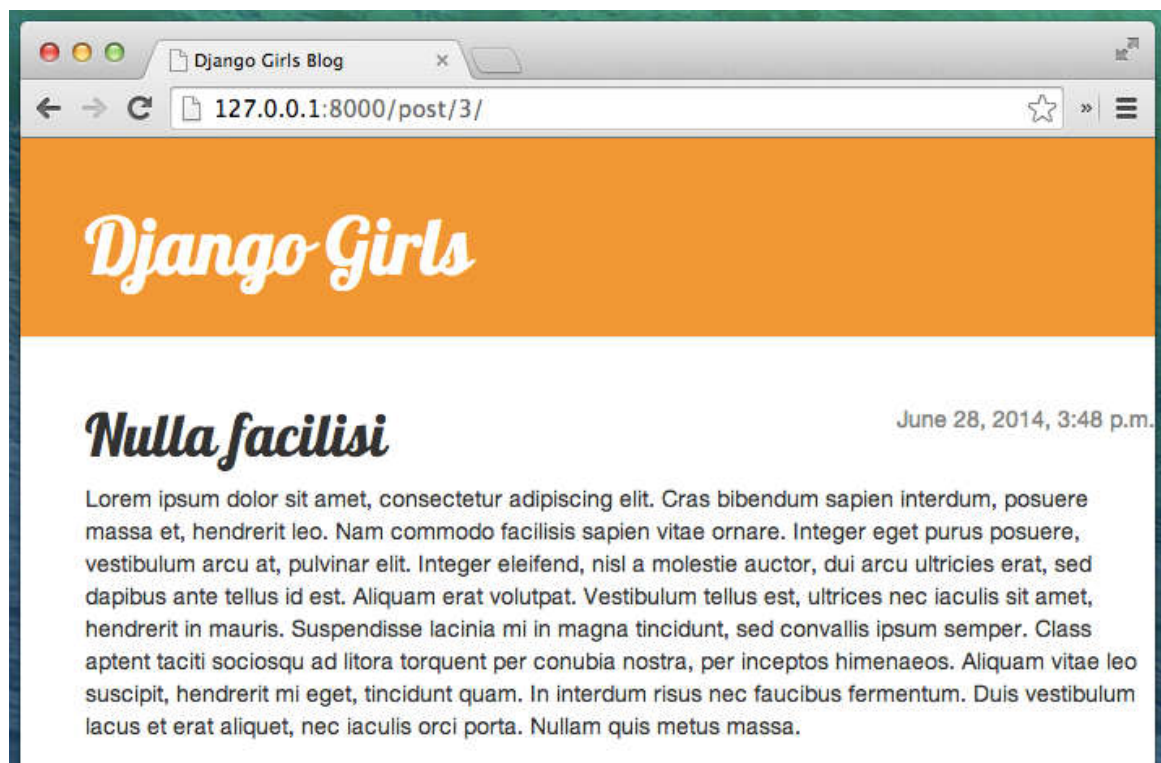 Django Girls Blog
127.0.0.1:8000/post/3/
Django Girls
Nulla facilisi
June 28, 2014, 3:48 p.m.
Lorem ipsum dolor sit amet, consectetur adipiscing elit. Cras bibendum sapien interdum, posuere
massa et, hendrerit leo. Nam commodo facilisis sapien vitae ornare. Integer eget purus posuere,
vestibulum arcu at, pulvinar elit. Integer eleifend, nisl a molestie auctor, dui arcu ultricies erat, sed
dapibus ante tellus id est. Aliquam erat volutpat. Vestibulum tellus est, ultrices nec iaculis sit amet,
hendrerit in mauris. Suspendisse lacinia mi in magna tincidunt, sed convallis ipsum semper. Class
aptent taciti sociosqu ad litora torquent per conubia nostra, per inceptos himenaeos. Aliquam vitae leo
suscipit, hendrerit mi eget, tincidunt quam. In interdum risus nec faucibus fermentum. Duis vestibulum
lacus et erat aliquet, nec iaculis orci porta. Nullam quis metus massa.